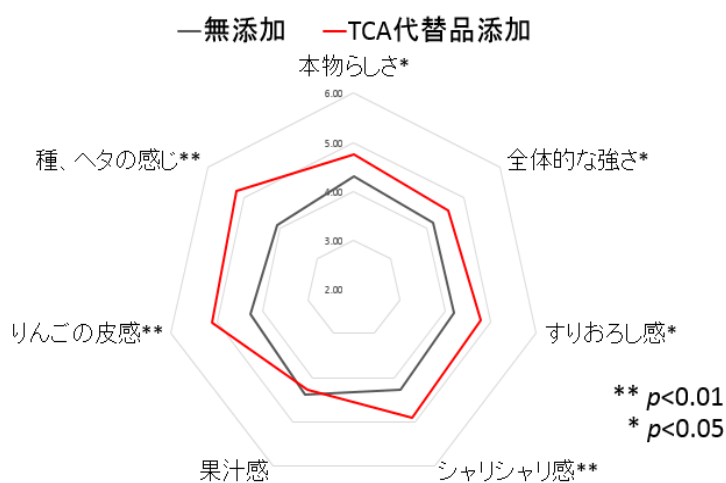 無添加 TCA代替品添加
本物らしさ*
6.00
種、ヘタの感じ** 5.00 全体的な強さ*
4.00
3.00
2.00
りんごの皮感** すりおろし感*
** p<0.01
* p<0.05
果汁感 シャリシャリ感**